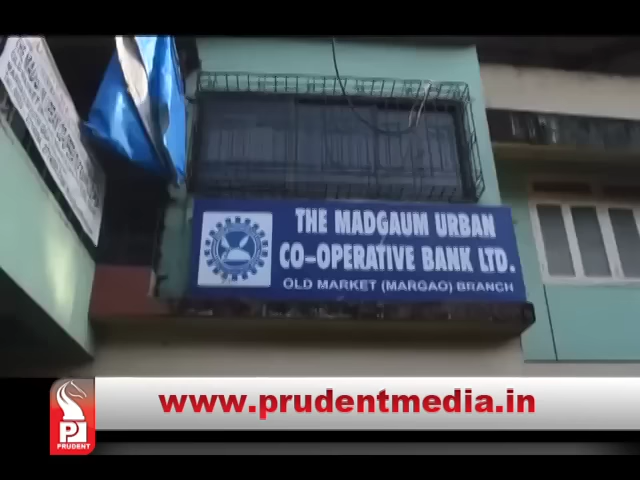 THE MADGAUM URBAN
CO-OPERATIVE BANK LTD.
OLD MARKET (MARGAO) BRANCH
www.prudentmedia.in
PRUDENT